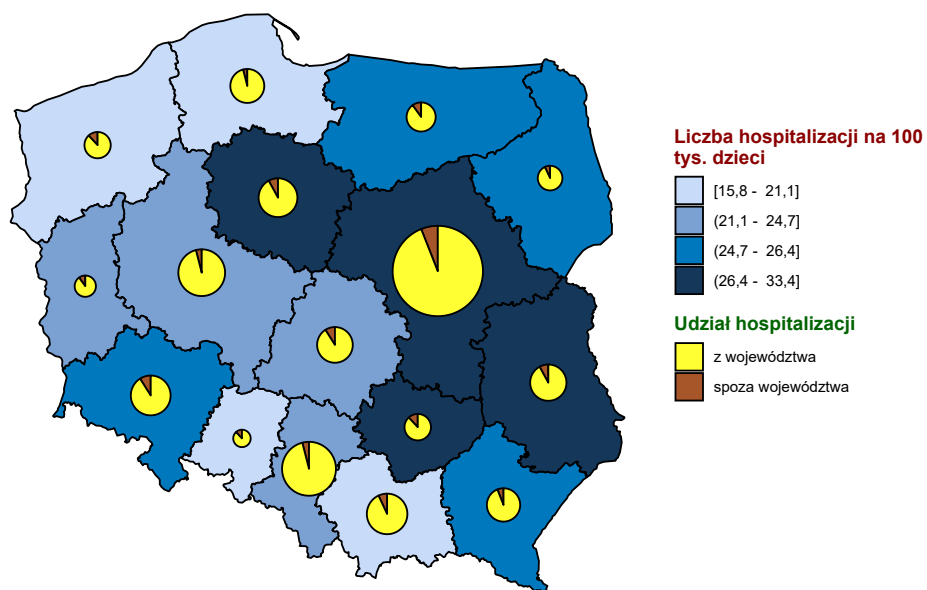 Liczba hospitalizacji na 100
tys. dzieci
[15,8 - 21,1]
(21,1 - 24,7]
(24,7 - 26,4]
(26,4 - 33,4]
Udział hospitalizacji
z województwa
spoza województwa